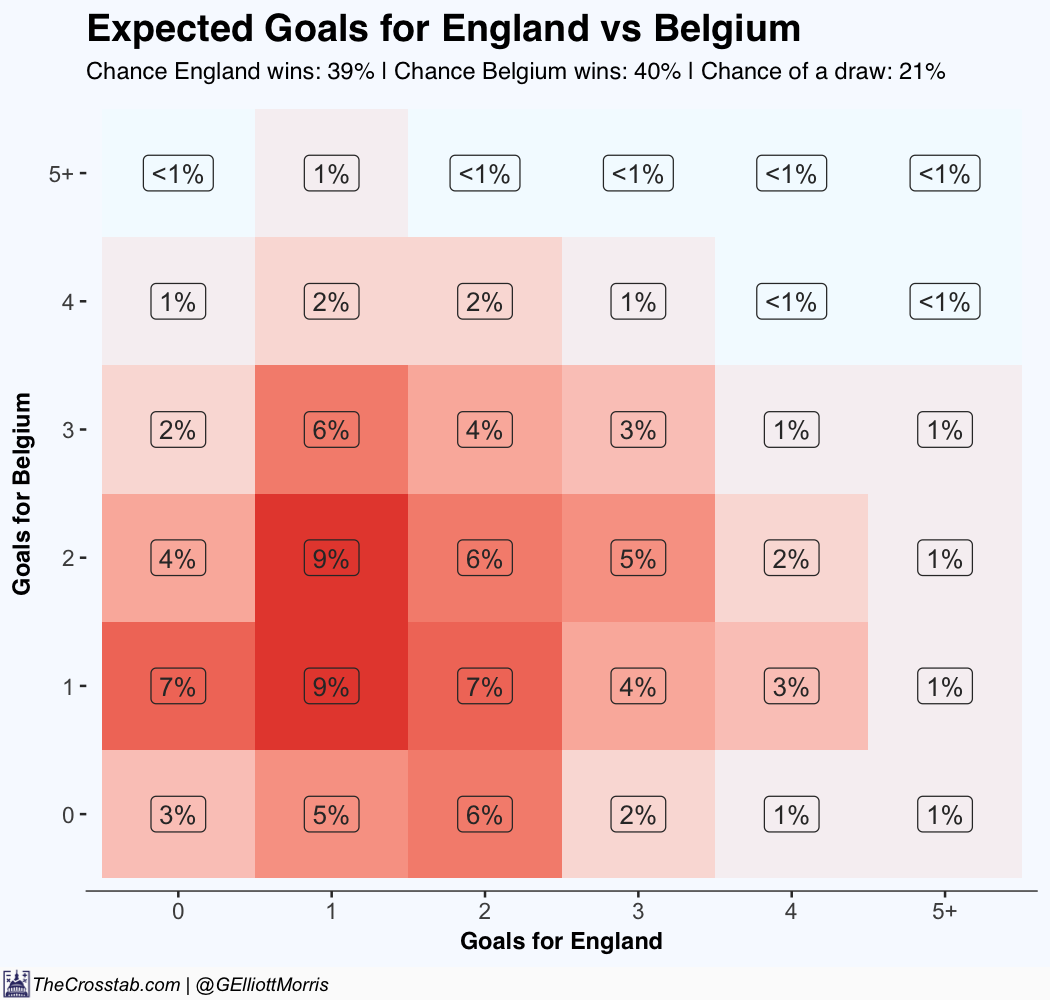 Expected Goals for England vs Belgium
Chance England wins: 39% | Chance Belgium wins: 40% | Chance of a draw: 21%
Goals for Belgium
5+ <1% 1% <1% <1% <1% <1%
4 1% 2% 2% 1% <1% <1%
3 2% 6% 4% 3% 1% 1%
2 4% 9% 6% 5% 2% 1%
1 7% 9% 7% 4% 3% 1%
0 3% 5% 6% 2% 1% 1%
0 1 2 3 4 5+
Goals for England
TheCrosstab.com | @GElliottMorris